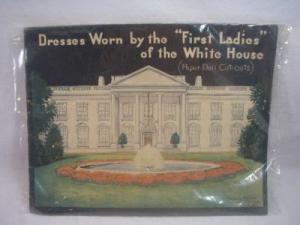 Dresses Worn by the "First Ladies"
of the White House
(Paper Doll Cut-outs)